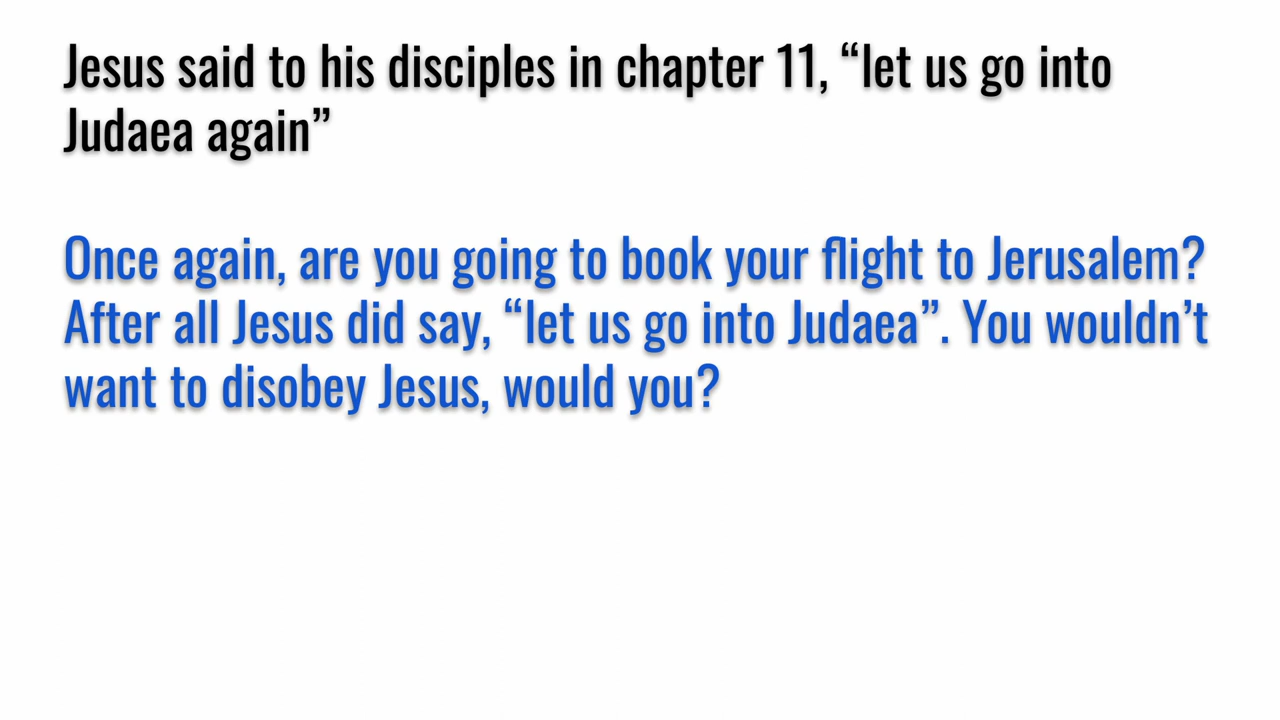 Jesus said to his disciples in chapter 11, “let us go into
Judaea again”
Once again, are you going to book your flight to Jerusalem?
After all Jesus did say, “let us go into Judaea”. You wouldn’t
want to disobey Jesus, would you?